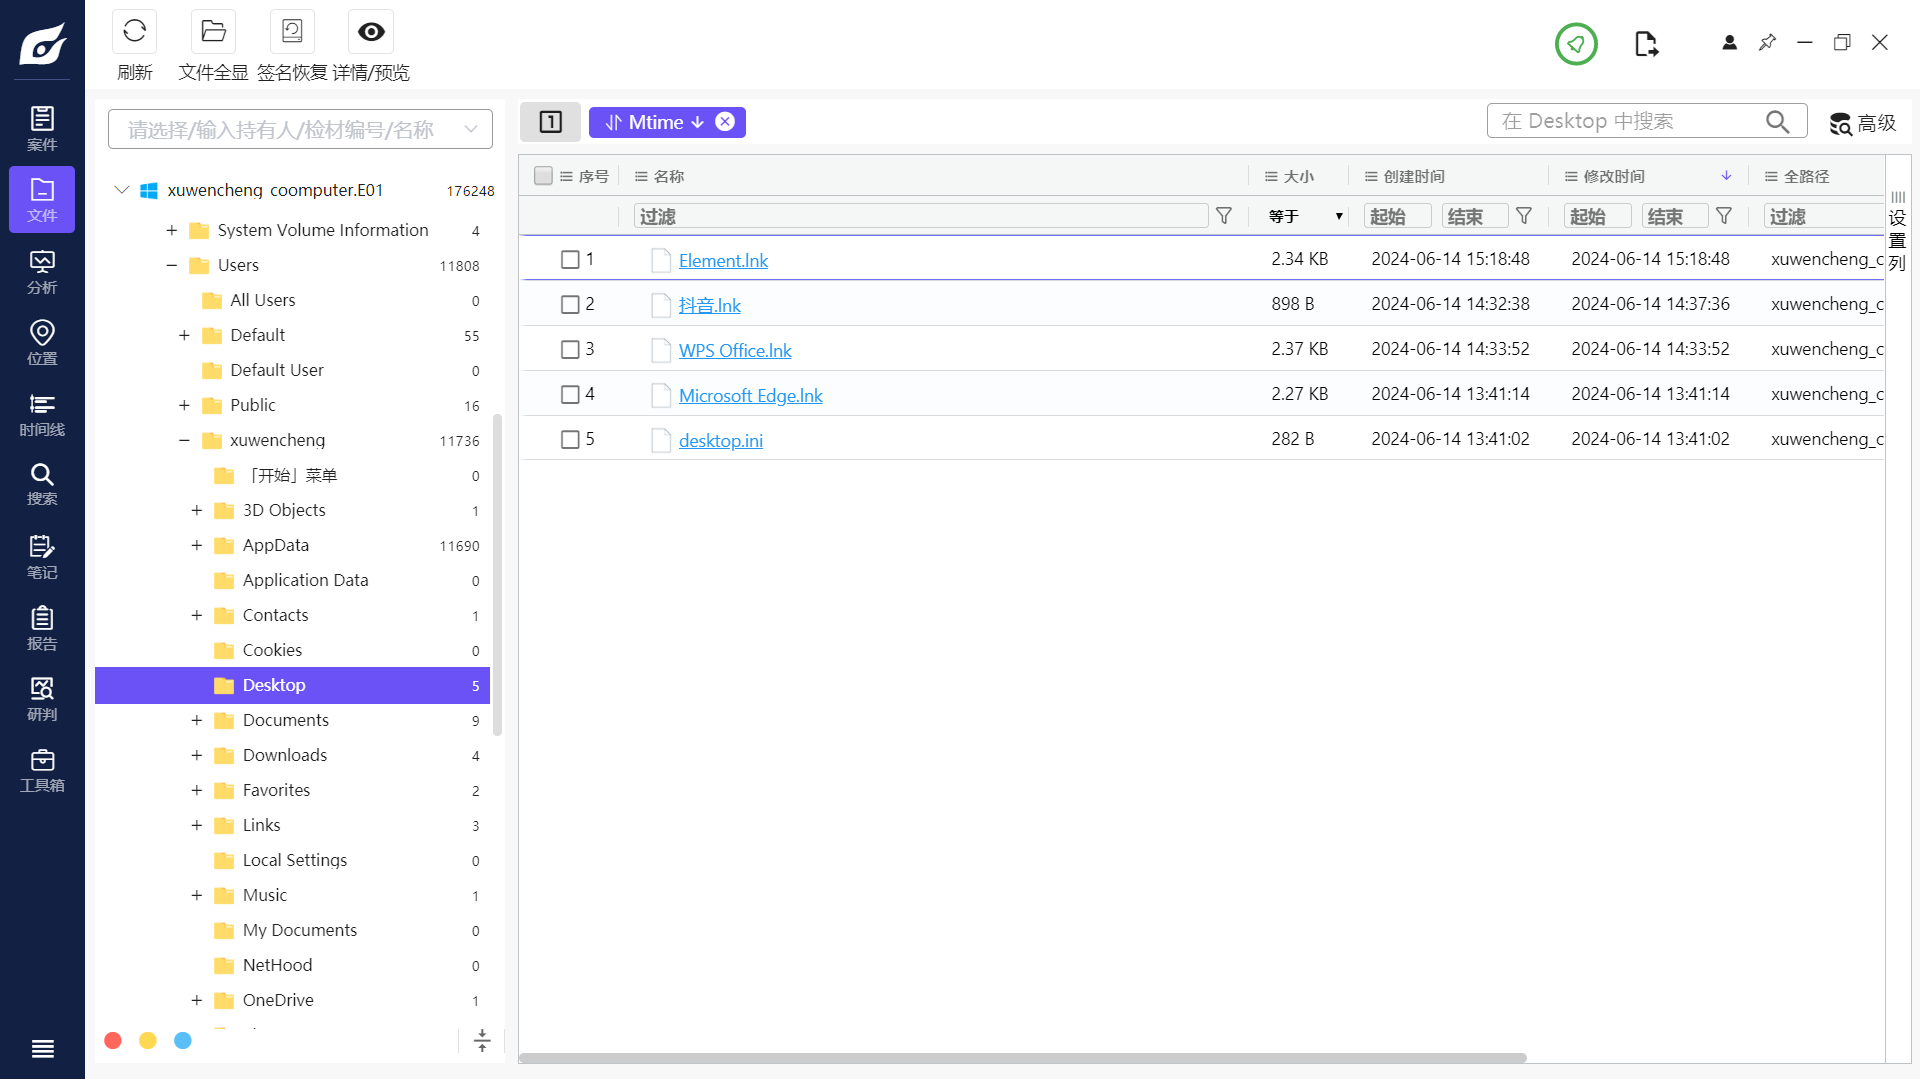 刷新
文件全显
签名恢复
详情/预览
案件
文件
分析
位置
时间线
搜索
笔记
报告
研判
工具箱
请选择/输入持有人/检材编号/名称
xuwencheng_coomputer.E01 176248
System Volume Information 4
Users 11808
All Users 0
Default 55
Default User 0
Public 16
xuwencheng 11736
「开始」菜单 0
3D Objects 1
AppData 11690
Application Data 0
Contacts 1
Cookies 0
Desktop 5
Documents 9
Downloads 4
Favorites 2
Links 3
Local Settings 0
Music 1
My Documents 0
NetHood 0
OneDrive 1
1
Mtime ↓
在 Desktop 中搜索
高级
序号 名称 大小 创建时间 修改时间 ↓ 全路径
过滤 等于 起始 结束 起始 结束 过滤
1 Element.lnk 2.34 KB 2024-06-14 15:18:48 2024-06-14 15:18:48 xuwencheng_c
2 抖音.lnk 898 B 2024-06-14 14:32:38 2024-06-14 14:37:36 xuwencheng_c
3 WPS Office.lnk 2.37 KB 2024-06-14 14:33:52 2024-06-14 14:33:52 xuwencheng_c
4 Microsoft Edge.lnk 2.27 KB 2024-06-14 13:41:14 2024-06-14 13:41:14 xuwencheng_c
5 desktop.ini 282 B 2024-06-14 13:41:02 2024-06-14 13:41:02 xuwencheng_c
设置列